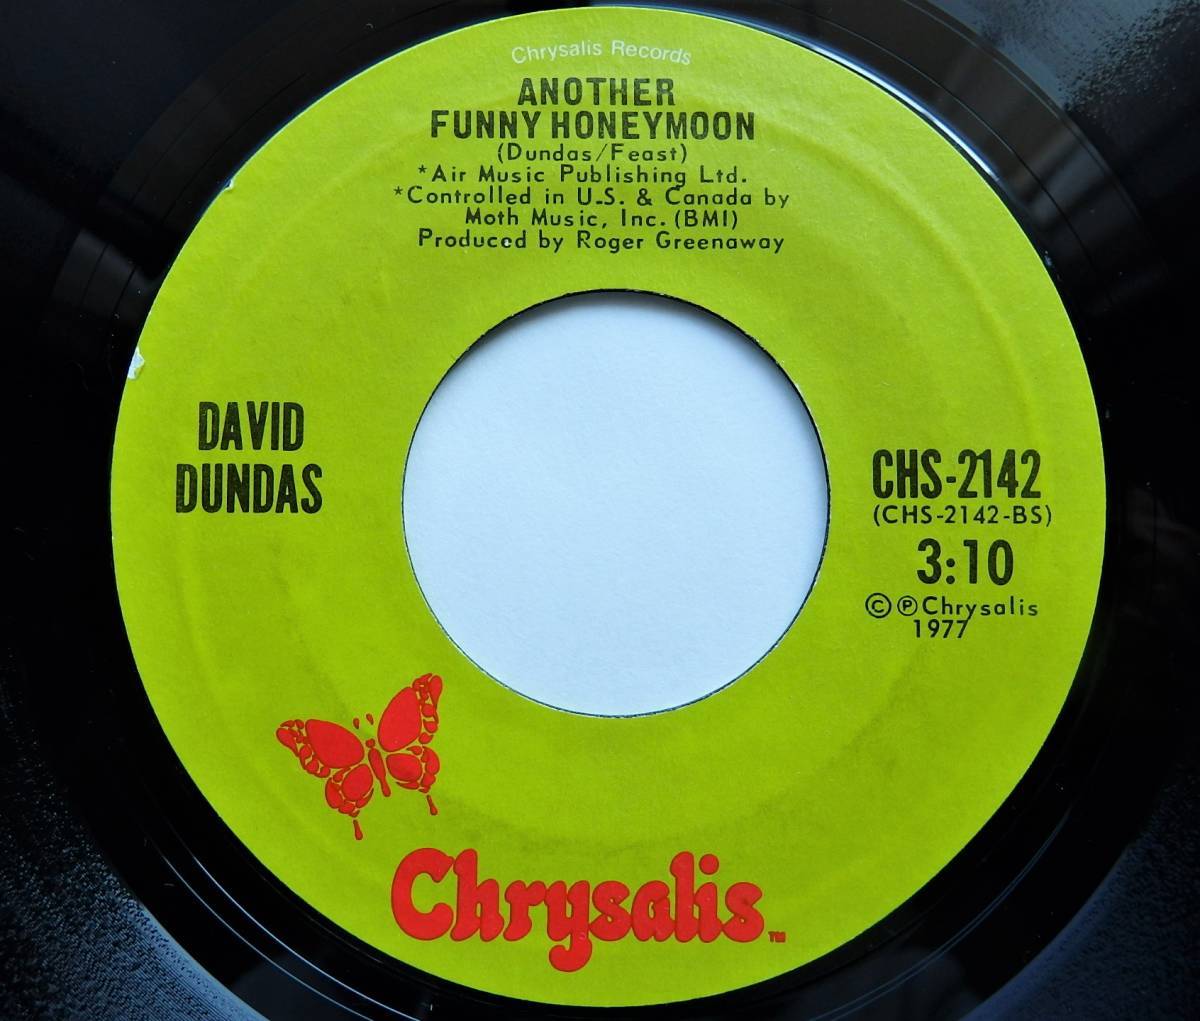 Chrysalis Records
ANOTHER
FUNNY HONEYMOON
(Dundas/Feast)
*Air Music Publishing Ltd.
*Controlled in U.S. & Canada by
Moth Music, Inc. (BMI)
Produced by Roger Greenaway
DAVID
DUNDAS
CHS-2142
(CHS-2142-BS)
3:10
©℗Chrysalis
1977
Chrysalis™